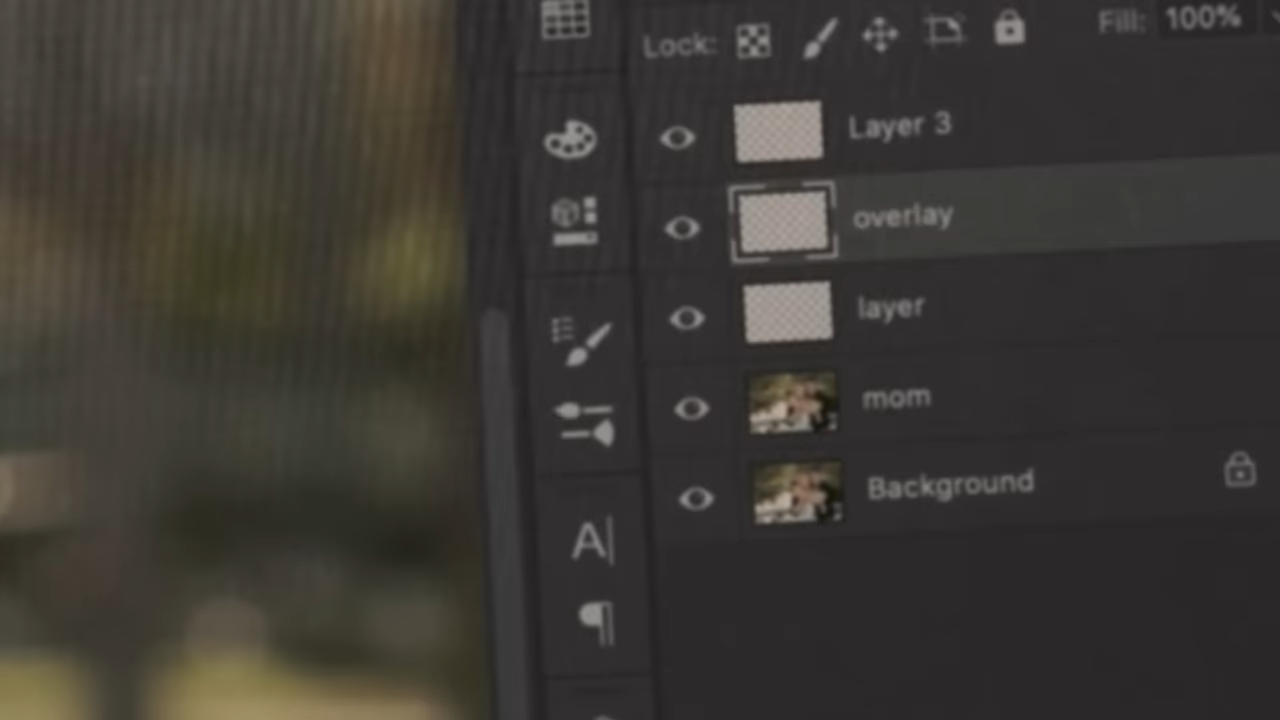 Lock: Fill: 100%
Layer 3
overlay
layer
mom
Background
A|
¶